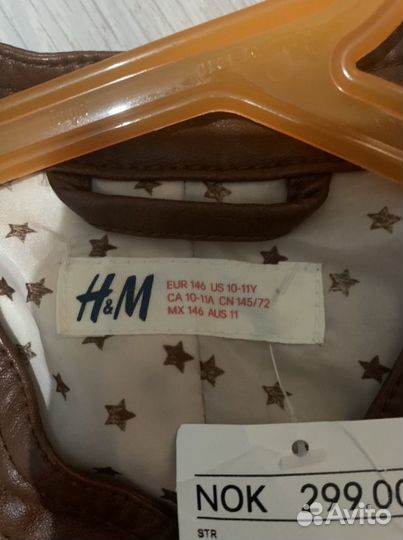 H&M
EUR 146 US 10-11Y
CA 10-11A CN 145/72
MX 146 AUS 11
NOK 299.00
STR
Avito